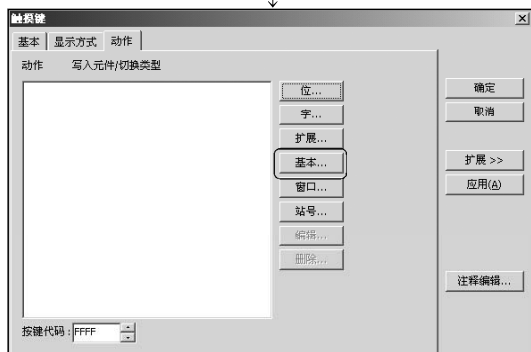 触摸键
基本 显示方式 动作
动作 写入元件/切换类型
位...
字...
扩展...
基本...
窗口...
站号...
编辑...
删除...
按键代码: FFFF
确定
取消
扩展 >>
应用(A)
注释编辑...